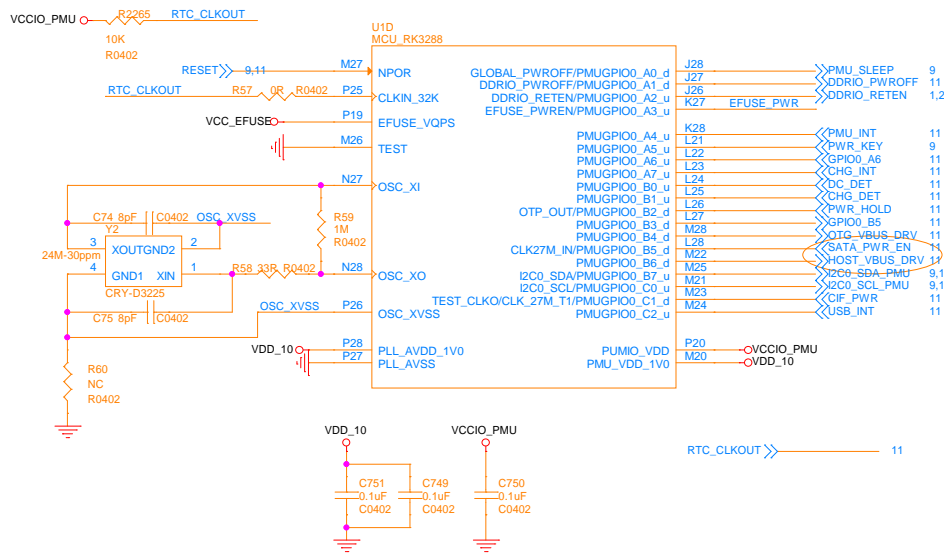 VCCIO_PMU
R2265
RTC_CLKOUT
10K
R0402
U1D
MCU_RK3288
RESET
9,11
M27
NPOR
RTC_CLKOUT
R57
0R
R0402
P25
CLKIN_32K
VCC_EFUSE
P19
EFUSE_VQPS
M26
TEST
N27
OSC_XI
C74 8pF
C0402
OSC_XVSS
Y2
24M-30ppm
3
XOUTGND2
2
4
GND1
XIN
1
CRY-D3225
R58 33R R0402
R59
1M
R0402
N28
OSC_XO
C75 8pF
C0402
OSC_XVSS
P26
OSC_XVSS
R60
NC
R0402
VDD_10
P28
PLL_AVDD_1V0
P27
PLL_AVSS
GLOBAL_PWROFF/PMUGPIO0_A0_d J28 PMU_SLEEP 9
DDRIO_PWROFF/PMUGPIO0_A1_d J27 DDRIO_PWROFF 11
DDRIO_RETEN/PMUGPIO0_A2_u J26 DDRIO_RETEN 1,2
EFUSE_PWREN/PMUGPIO0_A3_u K27 EFUSE_PWR
PMUGPIO0_A4_u K28 PMU_INT 11
PMUGPIO0_A5_u L21 PWR_KEY 9
PMUGPIO0_A6_u L22 GPIO0_A6 11
PMUGPIO0_A7_u L23 CHG_INT 11
PMUGPIO0_B0_u L24 DC_DET 11
PMUGPIO0_B1_u L25 CHG_DET 11
OTP_OUT/PMUGPIO0_B2_d L26 PWR_HOLD 11
PMUGPIO0_B3_d L27 GPIO0_B5 11
PMUGPIO0_B4_d M28 OTG_VBUS_DRV 11
CLK27M_IN/PMUGPIO0_B5_d L28 SATA_PWR_EN 11
PMUGPIO0_B6_d M22 HOST_VBUS_DRV 11
I2C0_SDA/PMUGPIO0_B7_u M25 I2C0_SDA_PMU 9,1
I2C0_SCL/PMUGPIO0_C0_u M21 I2C0_SCL_PMU 9,1
TEST_CLKO/CLK_27M_T1/PMUGPIO0_C1_d M23 CIF_PWR 11
PMUGPIO0_C2_u M24 USB_INT 11
PUMIO_VDD P20 VCCIO_PMU
PMU_VDD_1V0 M20 VDD_10
VDD_10
VCCIO_PMU
RTC_CLKOUT
11
C751
0.1uF
C0402
C749
0.1uF
C0402
C750
0.1uF
C0402